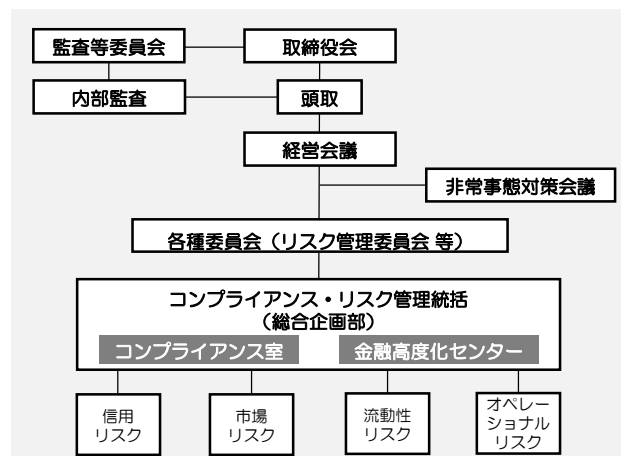 監査等委員会
取締役会
内部監査
頭取
経営会議
非常事態対策会議
各種委員会（リスク管理委員会 等）
コンプライアンス・リスク管理統括
（総合企画部）
コンプライアンス室
金融高度化センター
信用
リスク
市場
リスク
流動性
リスク
オペレー
ショナル
リスク